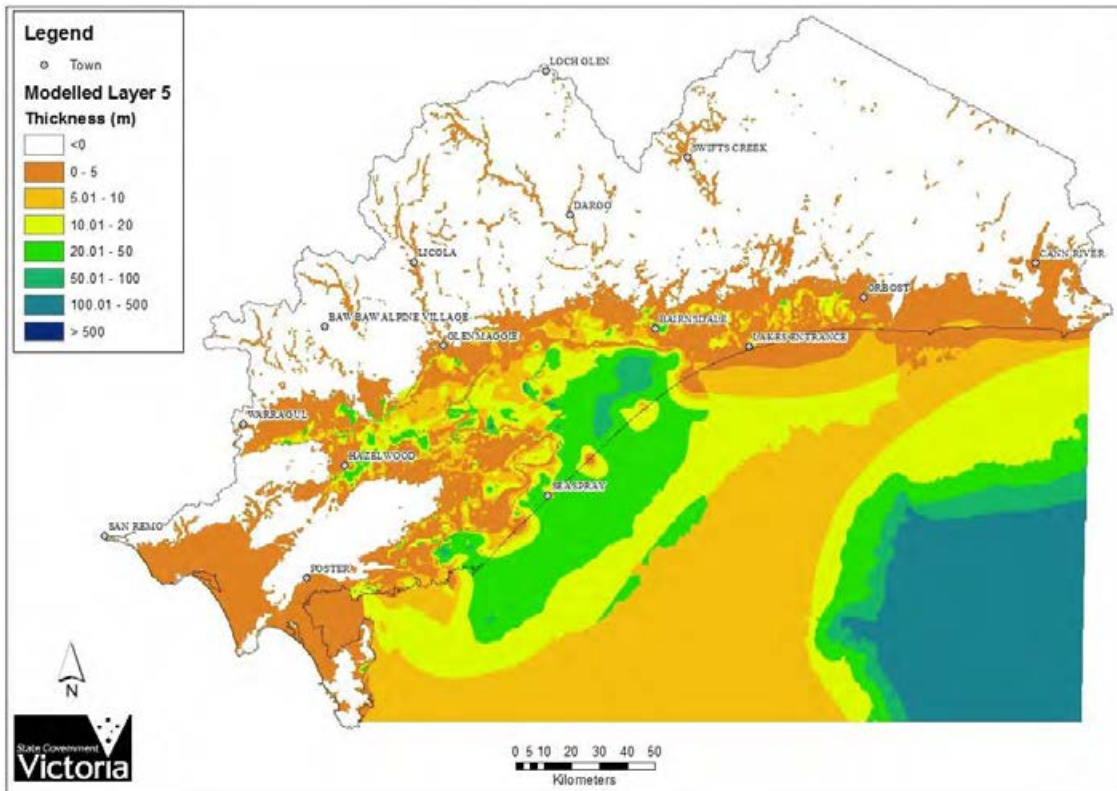 Legend
Town
Modelled Layer 5
Thickness (m)
<0
0 - 5
5.01 - 10
10.01 - 20
20.01 - 50
50.01 - 100
100.01 - 500
> 500
LOCH GLEN
SWIFTS CREEK
DARGO
LICOLA
CANN RIVER
ORBOST
BAW BAW ALPINE VILLAGE
BAIRNSDALE
GLENMAGGIE
LAKES ENTRANCE
WARRAGUL
HAZELWOOD
SEASPRAY
SAN REMO
FOSTER
N
State Government
Victoria
0 5 10 20 30 40 50
Kilometers